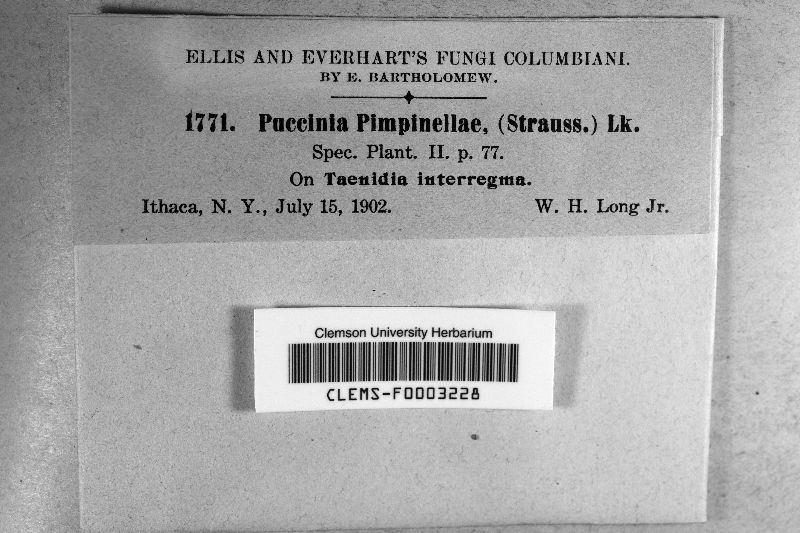 ELLIS AND EVERHART'S FUNGI COLUMBIANI.
BY E. BARTHOLOMEW.
1771. Puccinia Pimpinellae, (Strauss.) Lk.
Spec. Plant. II. p. 77.
On Taenidia interregma.
Ithaca, N. Y., July 15, 1902. W. H. Long Jr.
Clemson University Herbarium
CLEMS-F0003228